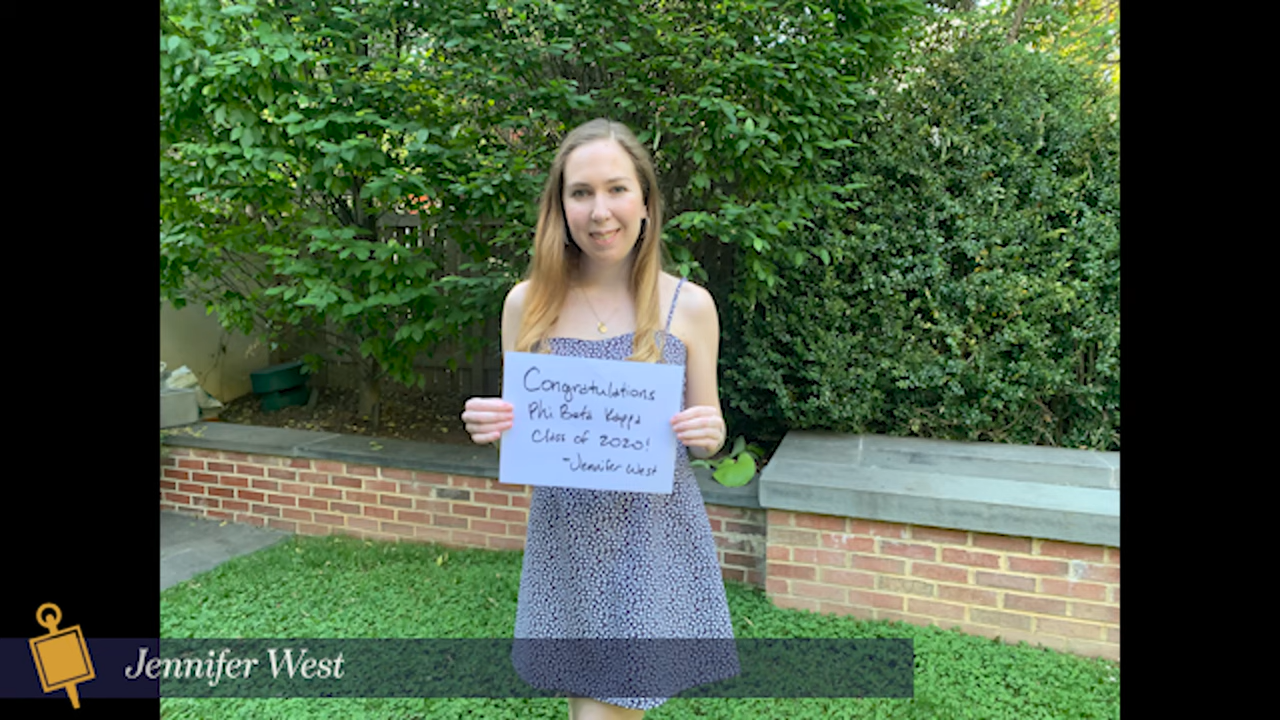 Congratulations
Phi Beta Kappa
Class of 2020!
-Jennifer West
Jennifer West